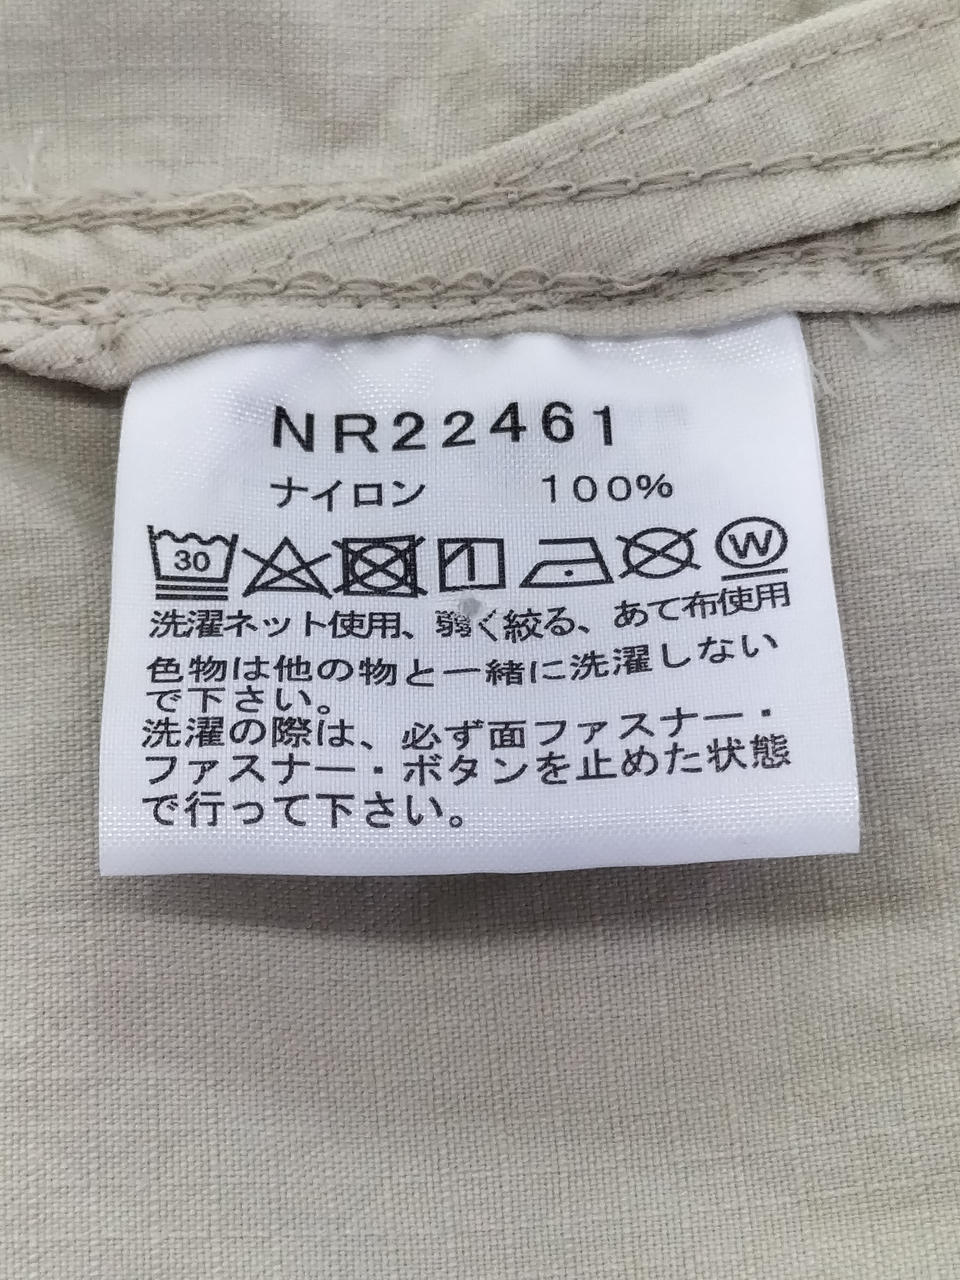 NR22461
ナイロン 100%
30 W
洗濯ネット使用、弱く絞る、あて布使用
色物は他の物と一緒に洗濯しない
で下さい。
洗濯の際は、必ず面ファスナー・
ファスナー・ボタンを止めた状態
で行って下さい。